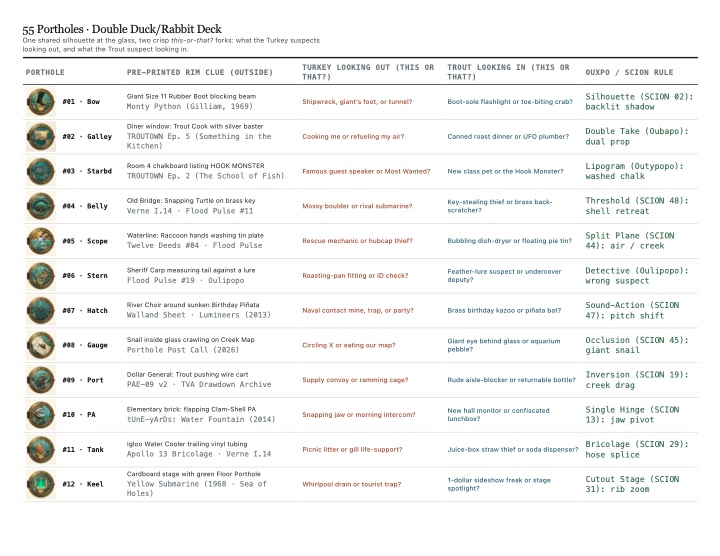 55 Portholes · Double Duck/Rabbit Deck
One shared silhouette at the glass, two crisp this-or-that? forks: what the Turkey suspects
looking out, and what the Trout suspect looking in.
PORTHOLE
PRE-PRINTED RIM CLUE (OUTSIDE)
TURKEY LOOKING OUT (THIS OR
THAT?)
TROUT LOOKING IN (THIS OR
THAT?)
OUXPO / SCION RULE
#01 · Bow
Giant Size 11 Rubber Boot blocking beam
Monty Python (Gilliam, 1969)
Shipwreck, giant's foot, or tunnel?
Boot-sole flashlight or toe-biting crab?
Silhouette (SCION 02):
backlit shadow
#02 · Galley
Diner window: Trout Cook with silver baster
TROUTOWN Ep. 5 (Something in the
Kitchen)
Cooking me or refueling my air?
Canned roast dinner or UFO plumber?
Double Take (Oubapo):
dual prop
#03 · Starbd
Room 4 chalkboard listing HOOK MONSTER
TROUTOWN Ep. 2 (The School of Fish)
Famous guest speaker or Most Wanted?
New class pet or the Hook Monster?
Lipogram (Outypopo):
washed chalk
#04 · Belly
Old Bridge: Snapping Turtle on brass key
Verne I.14 · Flood Pulse #11
Mossy boulder or rival submarine?
Key-stealing thief or brass back-
scratcher?
Threshold (SCION 48):
shell retreat
#05 · Scope
Waterline: Raccoon hands washing tin plate
Twelve Deeds #04 · Flood Pulse
Rescue mechanic or hubcap thief?
Bubbling dish-dryer or floating pie tin?
Split Plane (SCION
44): air / creek
#06 · Stern
Sheriff Carp measuring tail against a lure
Flood Pulse #19 · Oulipopo
Roasting-pan fitting or ID check?
Feather-lure suspect or undercover
deputy?
Detective (Oulipopo):
wrong suspect
#07 · Hatch
River Choir around sunken Birthday Piñata
Walland Sheet · Lumineers (2013)
Naval contact mine, trap, or party?
Brass birthday kazoo or piñata bat?
Sound-Action (SCION
47): pitch shift
#08 · Gauge
Snail inside glass crawling on Creek Map
Porthole Post Call (2026)
Circling X or eating our map?
Giant eye behind glass or aquarium
pebble?
Occlusion (SCION 45):
giant snail
#09 · Port
Dollar General: Trout pushing wire cart
PAE-09 v2 · TVA Drawdown Archive
Supply convoy or ramming cage?
Rude aisle-blocker or returnable bottle?
Inversion (SCION 19):
creek drag
#10 · PA
Elementary brick: flapping Clam-Shell PA
tUnE-yArDs: Water Fountain (2014)
Snapping jaw or morning intercom?
New hall monitor or confiscated
lunchbox?
Single Hinge (SCION
13): jaw pivot
#11 · Tank
Igloo Water Cooler trailing vinyl tubing
Apollo 13 Bricolage · Verne I.14
Picnic litter or gill life-support?
Juice-box straw thief or soda dispenser?
Bricolage (SCION 29):
hose splice
#12 · Keel
Cardboard stage with green Floor Porthole
Yellow Submarine (1968 · Sea of
Holes)
Whirlpool drain or tourist trap?
1-dollar sideshow freak or stage
spotlight?
Cutout Stage (SCION
31): rib zoom